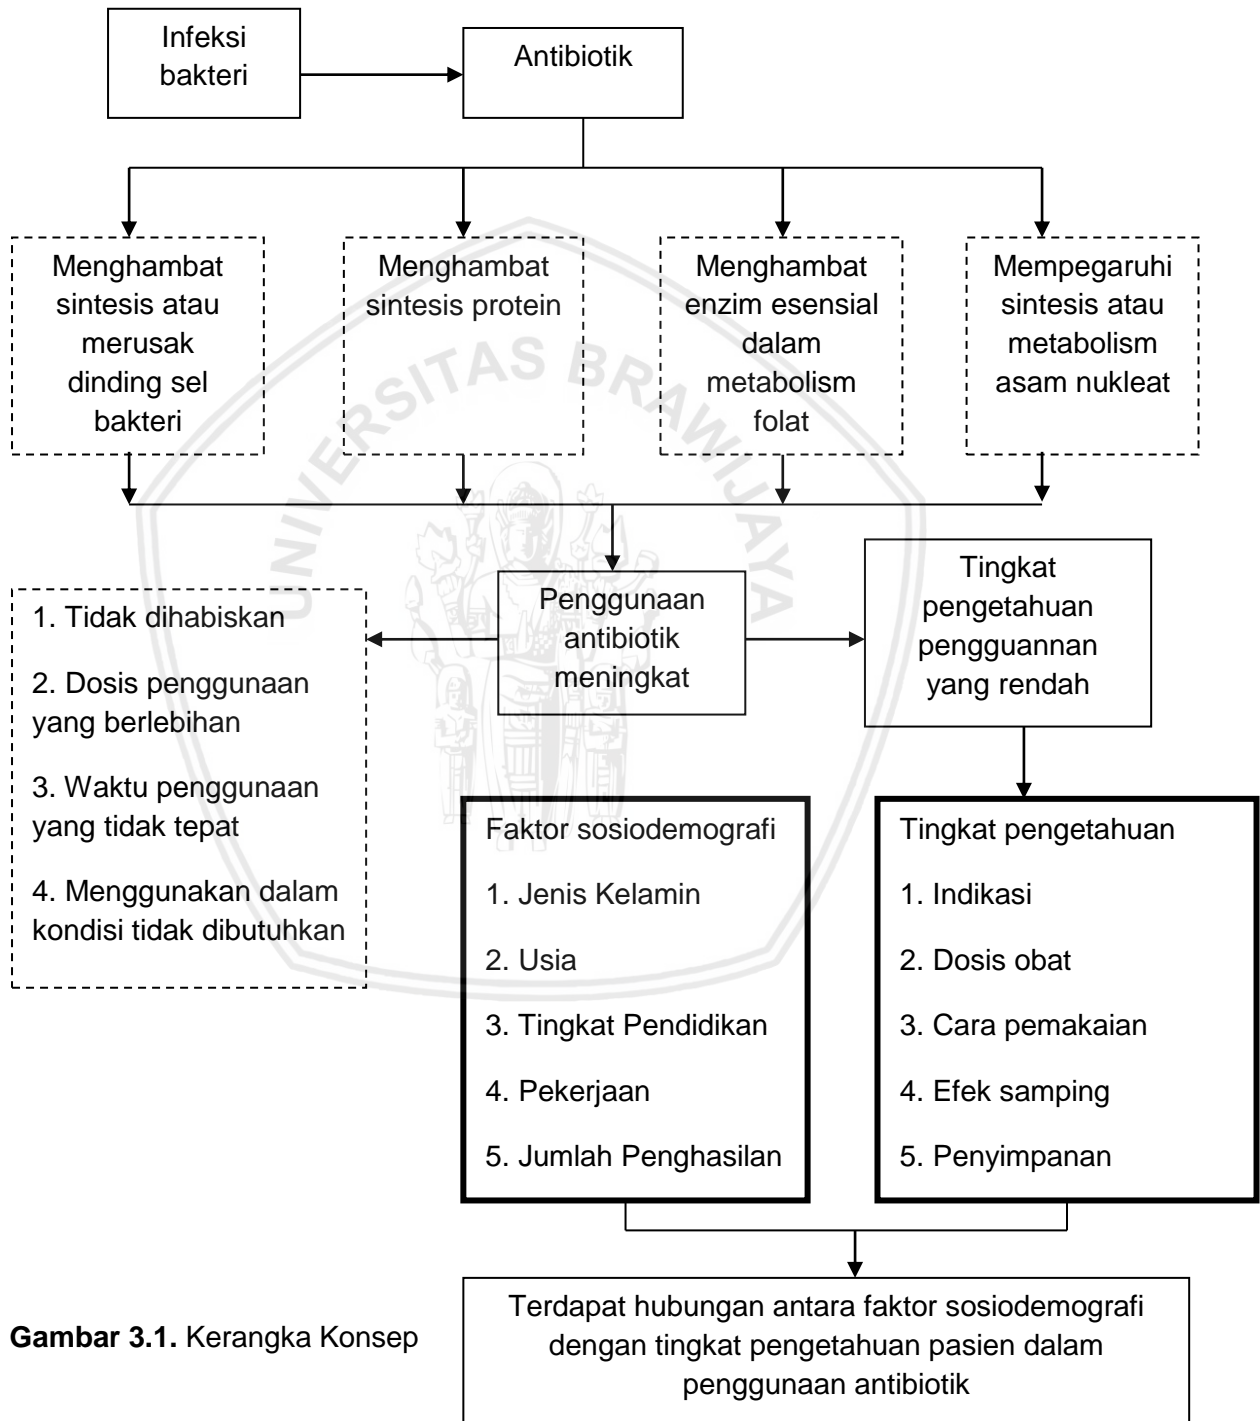 Infeksi
bakteri
Antibiotik
Menghambat
sintesis atau
merusak
dinding sel
bakteri
Menghambat
sintesis protein
Menghambat
enzim esensial
dalam
metabolism
folat
Mempegaruhi
sintesis atau
metabolism
asam nukleat
UNIVERSITAS BRAWIJAYA
1. Tidak dihabiskan
2. Dosis penggunaan
yang berlebihan
3. Waktu penggunaan
yang tidak tepat
4. Menggunakan dalam
kondisi tidak dibutuhkan
Penggunaan
antibiotik
meningkat
Tingkat
pengetahuan
pengguannan
yang rendah
Faktor sosiodemografi
1. Jenis Kelamin
2. Usia
3. Tingkat Pendidikan
4. Pekerjaan
5. Jumlah Penghasilan
Tingkat pengetahuan
1. Indikasi
2. Dosis obat
3. Cara pemakaian
4. Efek samping
5. Penyimpanan
Terdapat hubungan antara faktor sosiodemografi
dengan tingkat pengetahuan pasien dalam
penggunaan antibiotik
Gambar 3.1. Kerangka Konsep